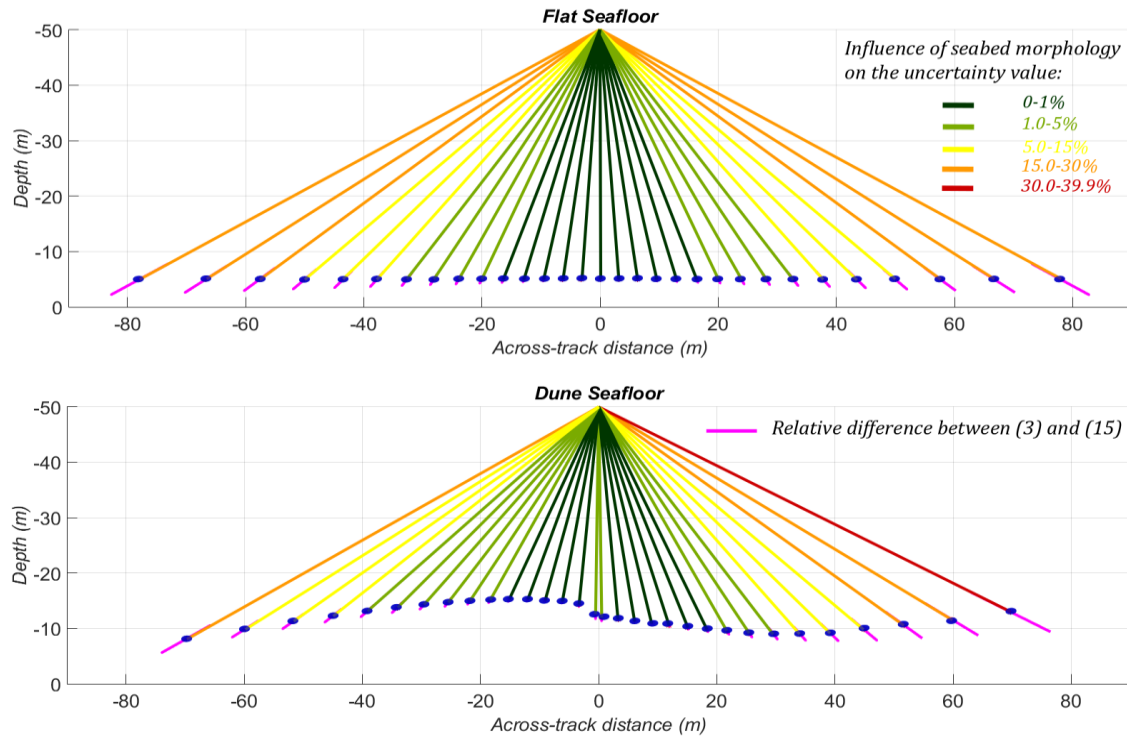 Flat Seafloor
Influence of seabed morphology
on the uncertainty value:
0-1%
1.0-5%
5.0-15%
15.0-30%
30.0-39.9%
-50
-40
-30
-20
-10
0
Depth (m)
-80 -60 -40 -20 0 20 40 60 80
Across-track distance (m)
Dune Seafloor
Relative difference between (3) and (15)
-50
-40
-30
-20
-10
0
Depth (m)
-80 -60 -40 -20 0 20 40 60 80
Across-track distance (m)